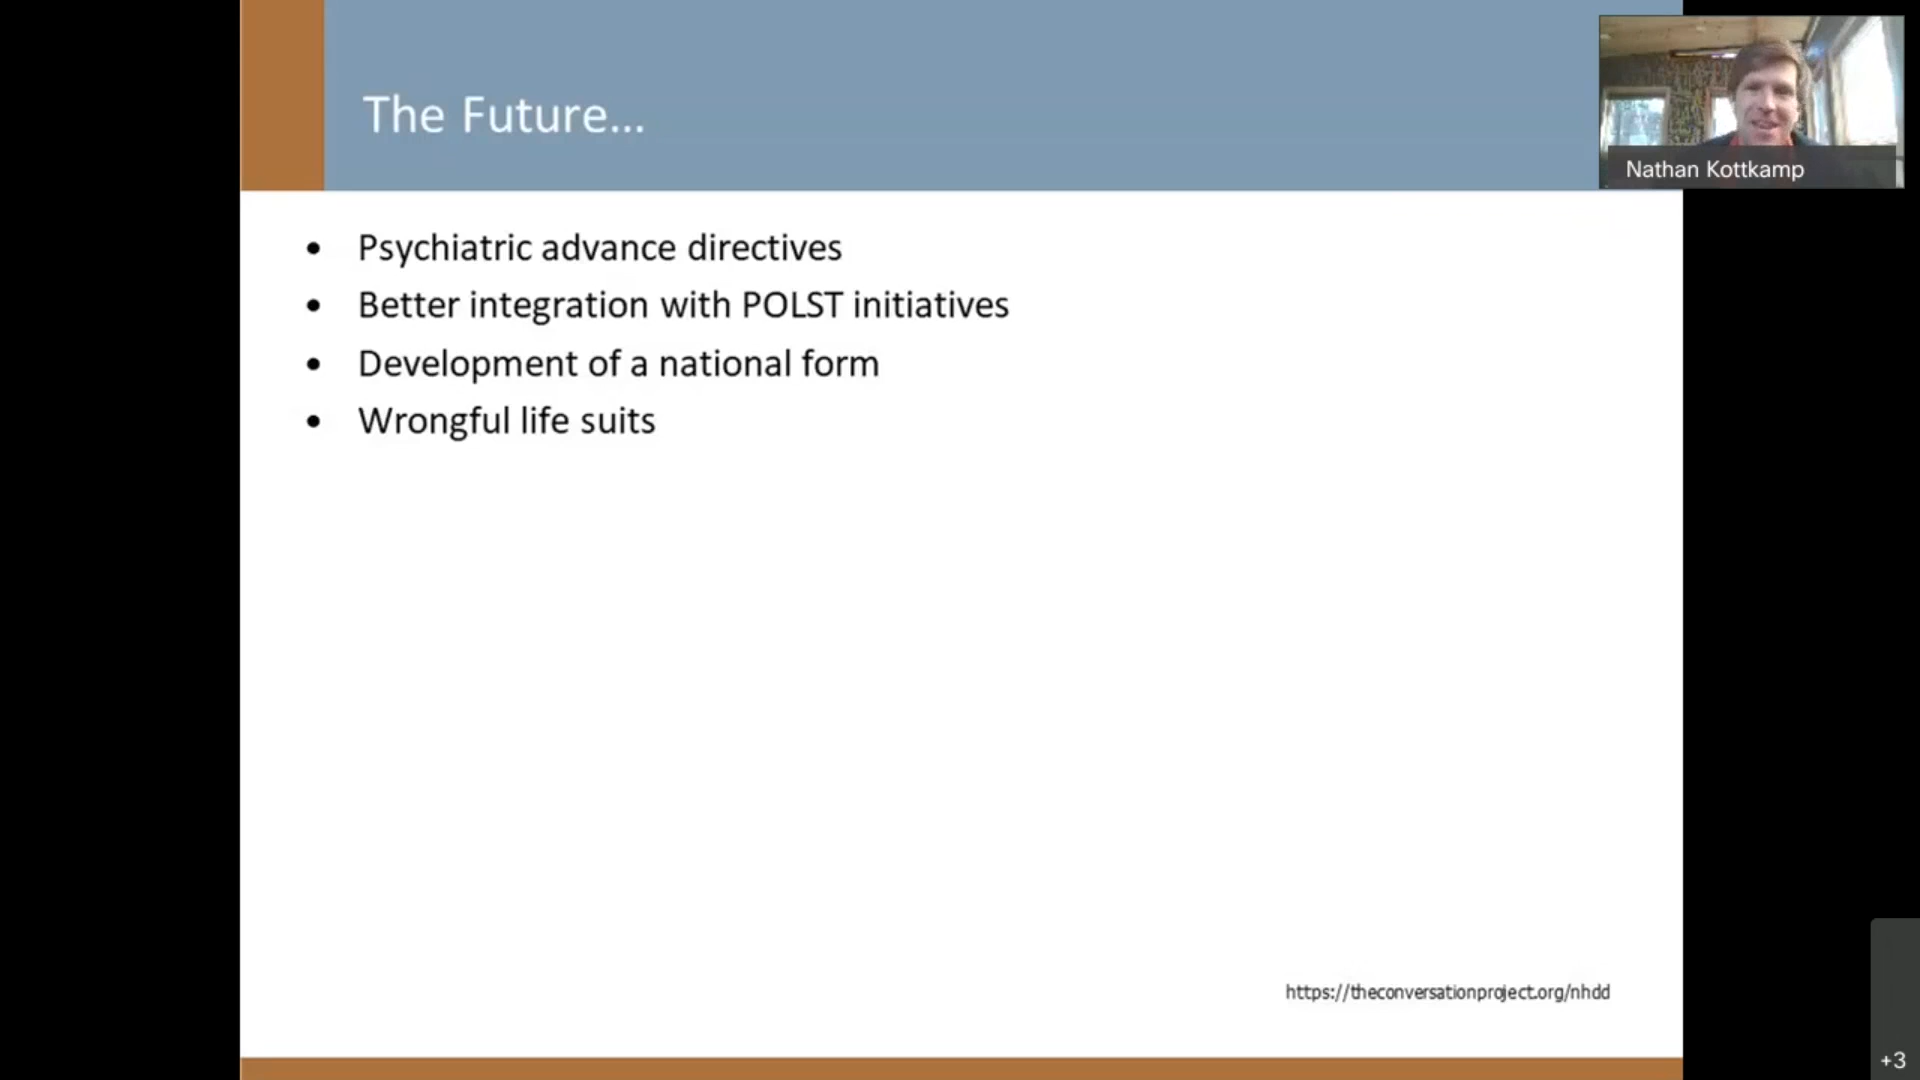 The Future...
Nathan Kottkamp
• Psychiatric advance directives
• Better integration with POLST initiatives
• Development of a national form
• Wrongful life suits
https://theconversationproject.org/nhdd
+3